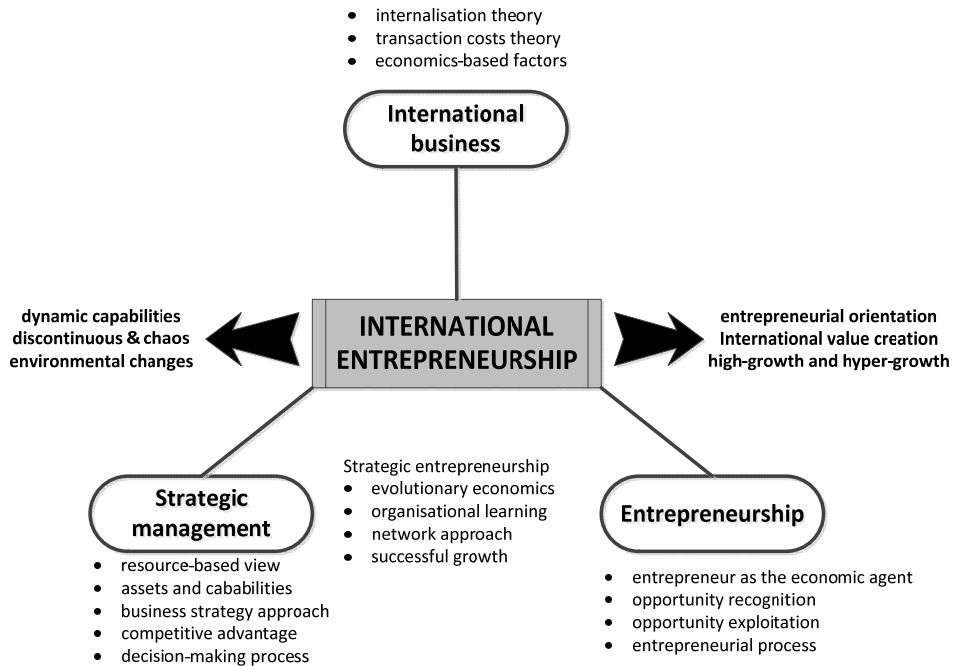 • internalisation theory
• transaction costs theory
• economics-based factors
International
business
dynamic capabilities
discontinuous & chaos
environmental changes
INTERNATIONAL
ENTREPRENEURSHIP
entrepreneurial orientation
International value creation
high-growth and hyper-growth
Strategic
management
• resource-based view
• assets and cababilities
• business strategy approach
• competitive advantage
• decision-making process
Strategic entrepreneurship
• evolutionary economics
• organisational learning
• network approach
• successful growth
Entrepreneurship
• entrepreneur as the economic agent
• opportunity recognition
• opportunity exploitation
• entrepreneurial process